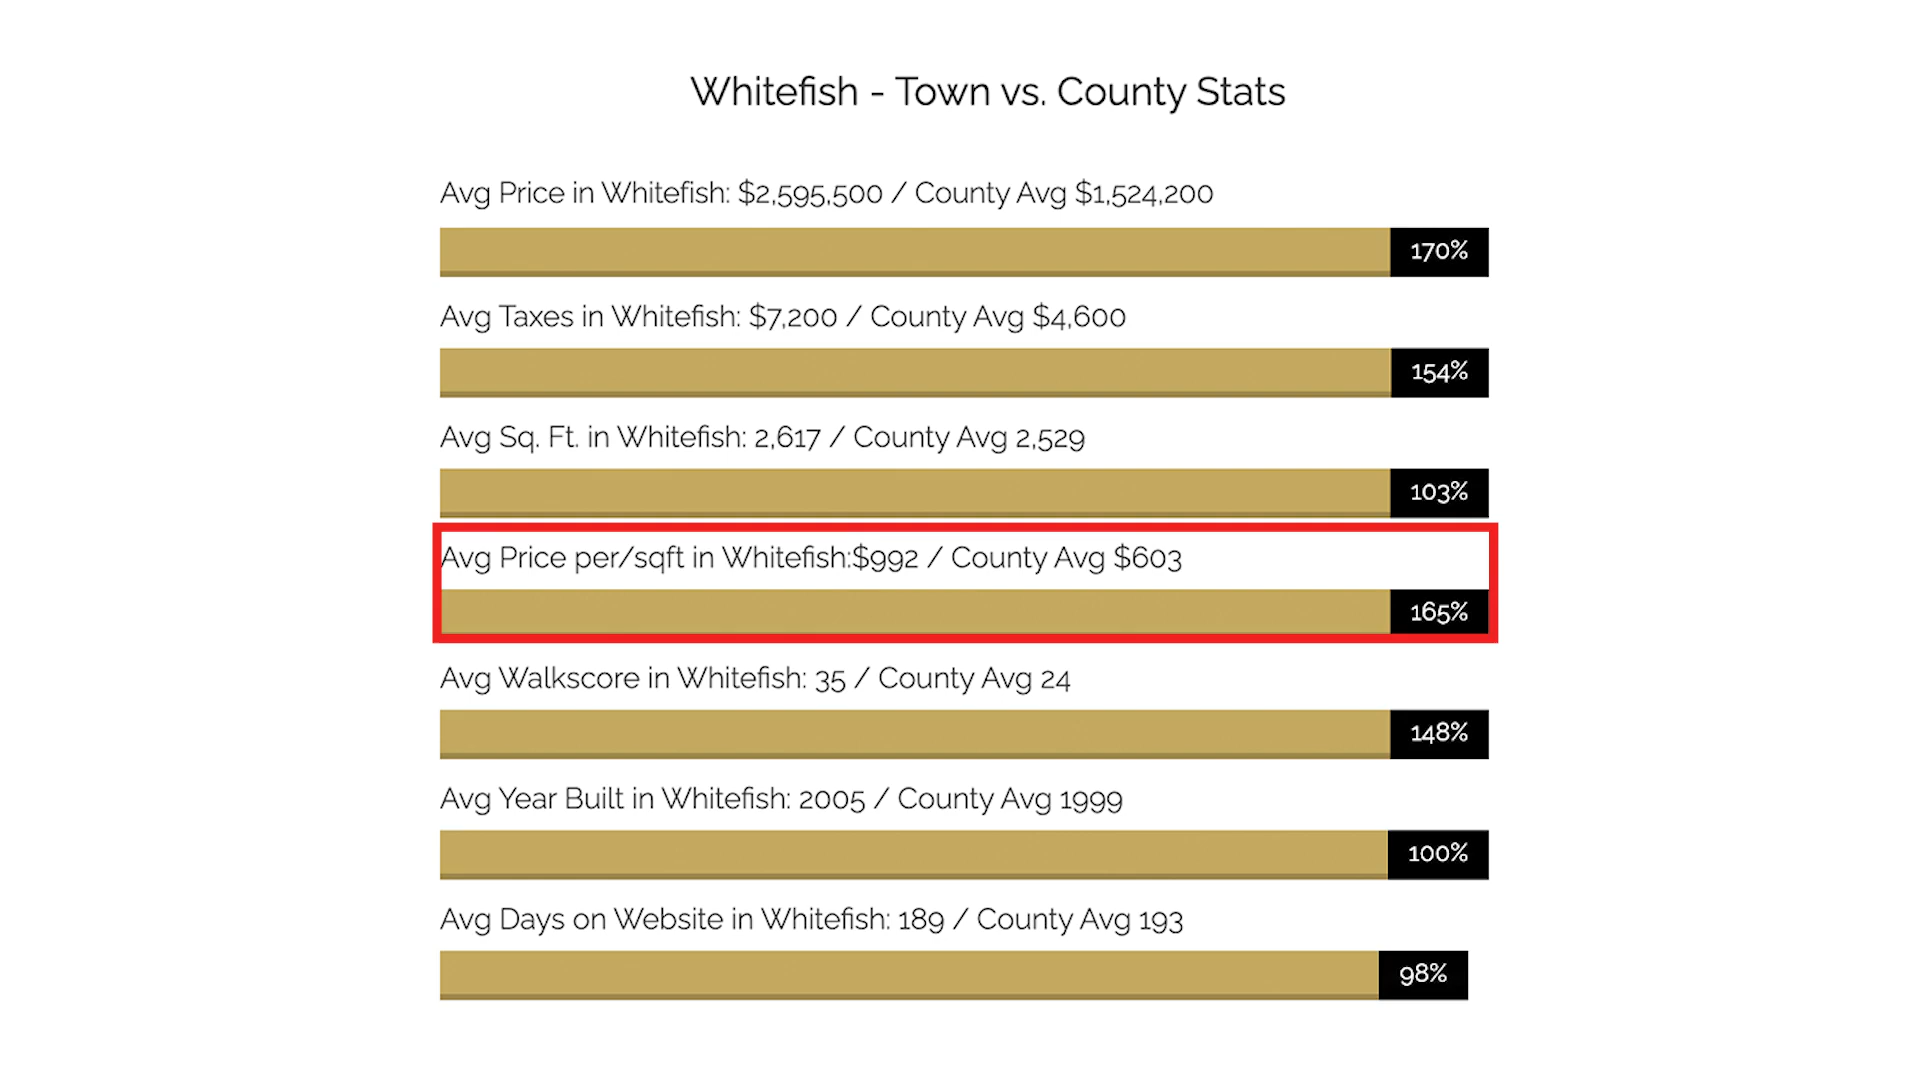 Whitefish - Town vs. County Stats
Avg Price in Whitefish: $2,595,500 / County Avg $1,524,200
170%
Avg Taxes in Whitefish: $7,200 / County Avg $4,600
154%
Avg Sq. Ft. in Whitefish: 2,617 / County Avg 2,529
103%
Avg Price per/sqft in Whitefish:$992 / County Avg $603
165%
Avg Walkscore in Whitefish: 35 / County Avg 24
148%
Avg Year Built in Whitefish: 2005 / County Avg 1999
100%
Avg Days on Website in Whitefish: 189 / County Avg 193
98%